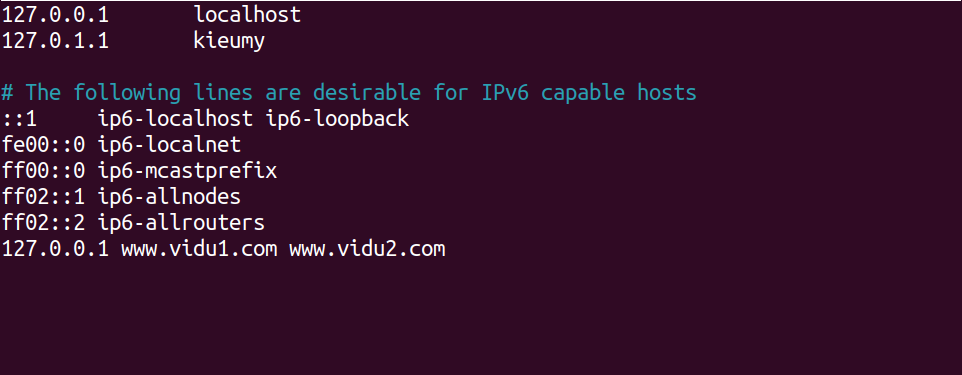 127.0.0.1       localhost
127.0.1.1       kieumy

# The following lines are desirable for IPv6 capable hosts
::1     ip6-localhost ip6-loopback
fe00::0 ip6-localnet
ff00::0 ip6-mcastprefix
ff02::1 ip6-allnodes
ff02::2 ip6-allrouters
127.0.0.1 www.vidu1.com www.vidu2.com